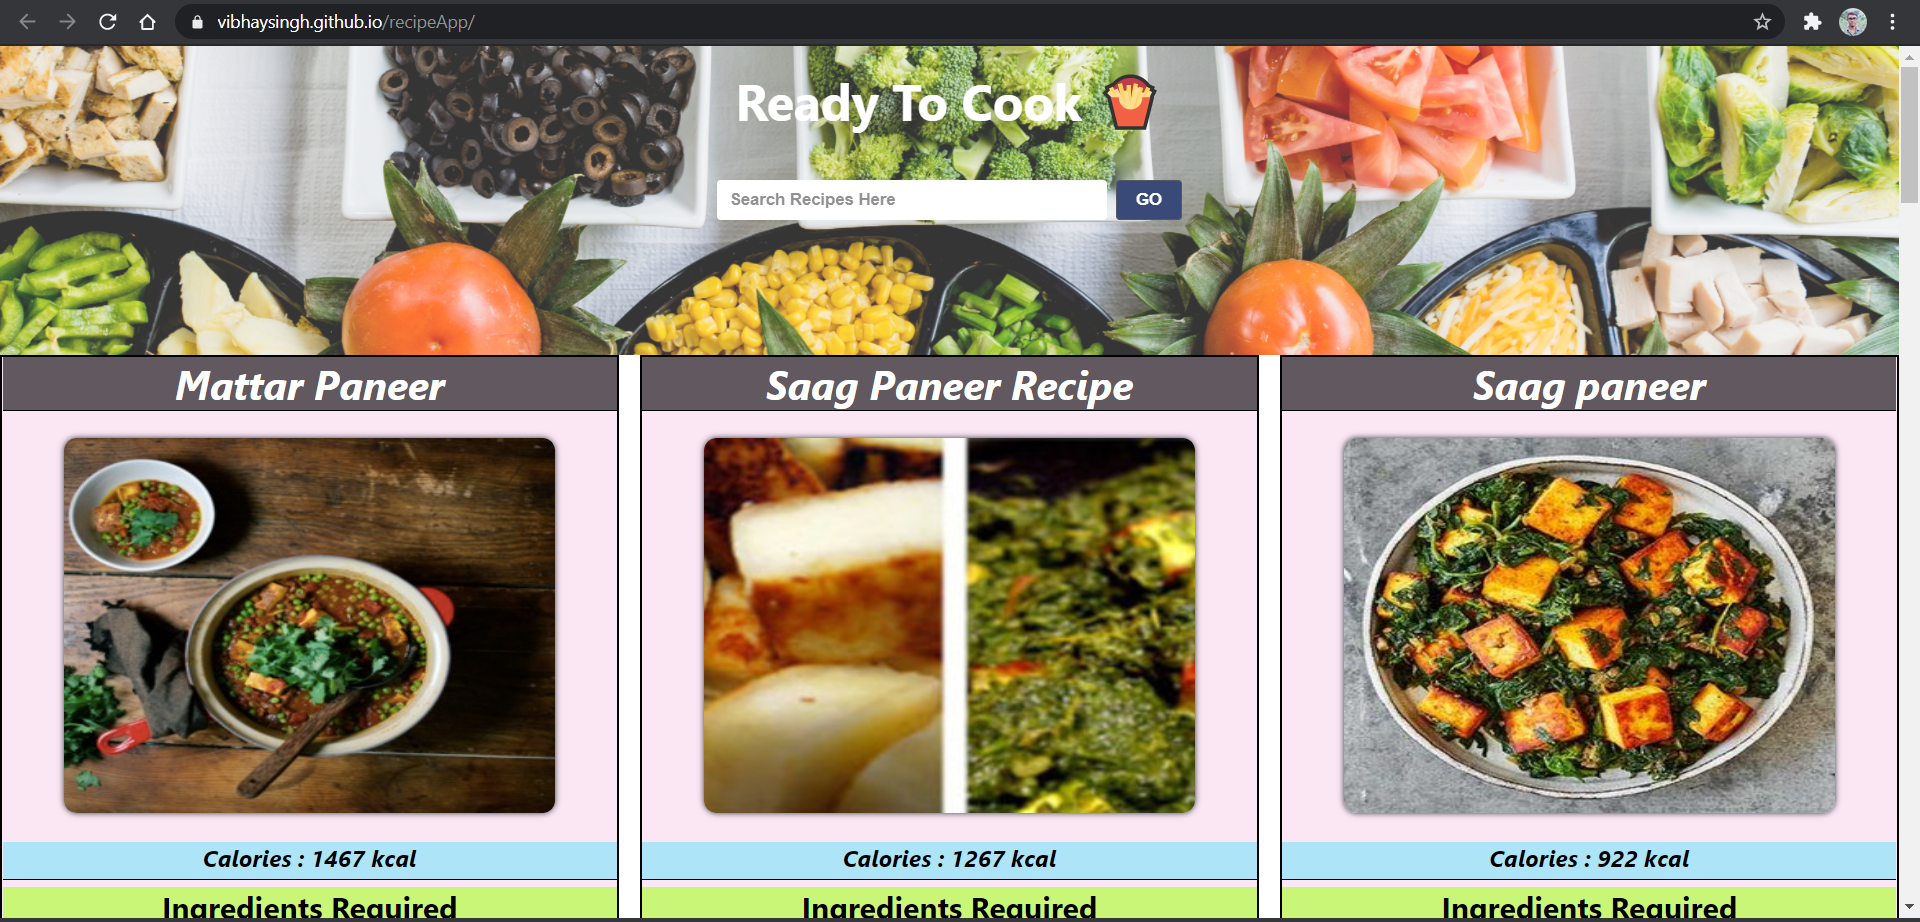 vibhaysingh.github.io/recipeApp/
Ready To Cook
Search Recipes Here
GO
Mattar Paneer
Saag Paneer Recipe
Saag paneer
Calories : 1467 kcal
Calories : 1267 kcal
Calories : 922 kcal
Ingredients Required
Ingredients Required
Ingredients Required